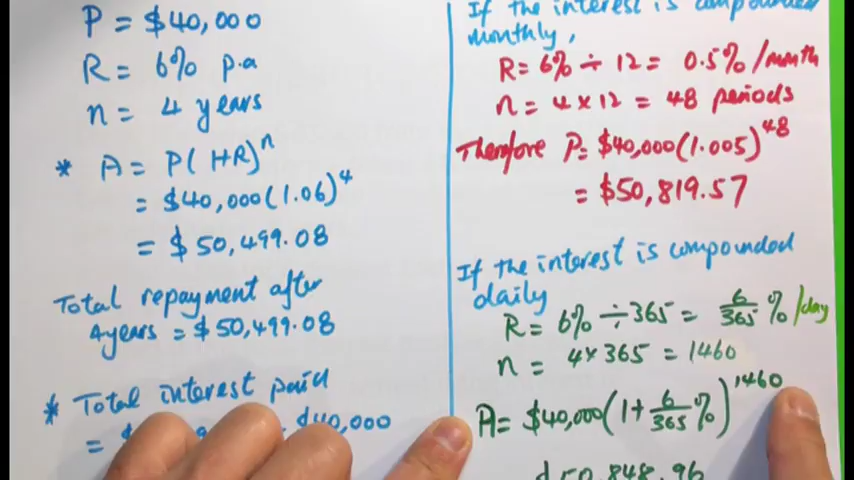 P = $40,000
R = 6% p.a
n = 4 years
* A = P(1+R)^n
= $40,000(1.06)^4
= $50,499.08
Total repayment after
4years = $50,499.08
* Total interest paid
= $ $40,000
If the interest is compounded
monthly,
R = 6% ÷ 12 = 0.5%/month
n = 4 × 12 = 48 periods
Therefore P = $40,000(1.005)^48
= $50,819.57
If the interest is compounded
daily
R = 6% ÷ 365 = 6/365 %/day
n = 4×365 = 1460
A = $40,000(1+6/365 %)^1460
$50,848.96